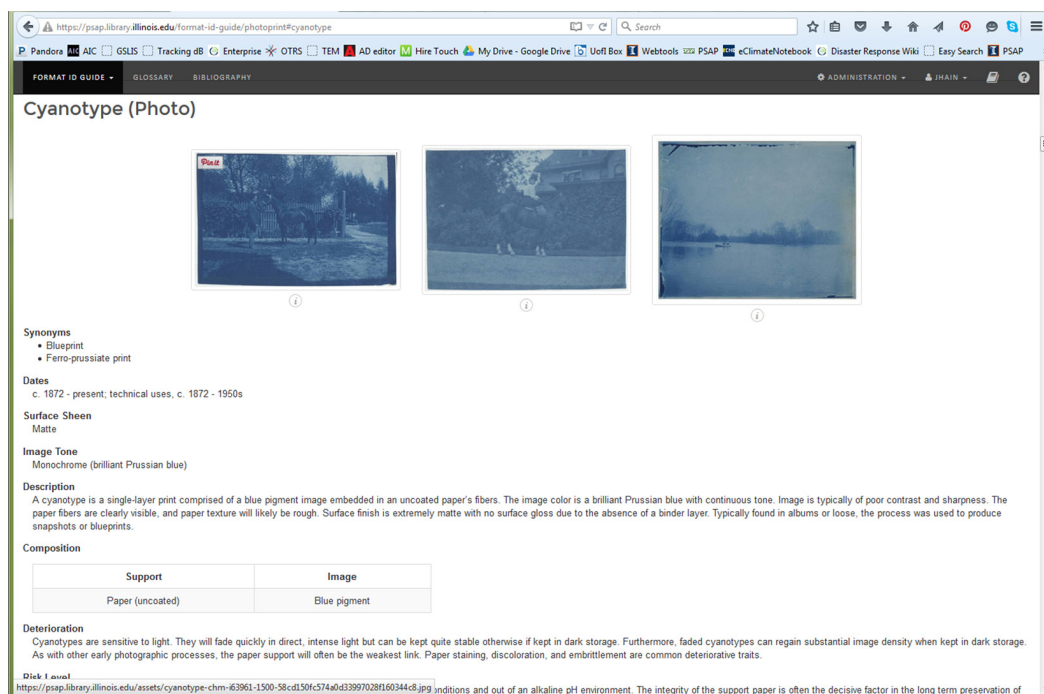 https://psap.library.illinois.edu/format-id-guide/photoprint#cyanotype
Search
Pandora AIC AIC GSLIS Tracking dB Enterprise OTRS TEM AD editor Hire Touch My Drive - Google Drive UofI Box Webtools PSAP eClimateNotebook Disaster Response Wiki Easy Search PSAP
FORMAT ID GUIDE GLOSSARY BIBLIOGRAPHY ADMINISTRATION JHAIN
Cyanotype (Photo)
Pin it
Synonyms
• Blueprint
• Ferro-prussiate print
Dates
c. 1872 - present; technical uses, c. 1872 - 1950s
Surface Sheen
Matte
Image Tone
Monochrome (brilliant Prussian blue)
Description
A cyanotype is a single-layer print comprised of a blue pigment image embedded in an uncoated paper's fibers. The image color is a brilliant Prussian blue with continuous tone. Image is typically of poor contrast and sharpness. The
paper fibers are clearly visible, and paper texture will likely be rough. Surface finish is extremely matte with no surface gloss due to the absence of a binder layer. Typically found in albums or loose, the process was used to produce
snapshots or blueprints.
Composition
Support Image
Paper (uncoated) Blue pigment
Deterioration
Cyanotypes are sensitive to light. They will fade quickly in direct, intense light but can be kept quite stable otherwise if kept in dark storage. Furthermore, faded cyanotypes can regain substantial image density when kept in dark storage.
As with other early photographic processes, the paper support will often be the weakest link. Paper staining, discoloration, and embrittlement are common deteriorative traits.
Risk Level
https://psap.library.illinois.edu/assets/cyanotype-chm-i63961-1500-58cd150fc574a0d33997028f160344c8.jpg onditions and out of an alkaline pH environment. The integrity of the support paper is often the decisive factor in the long term preservation of